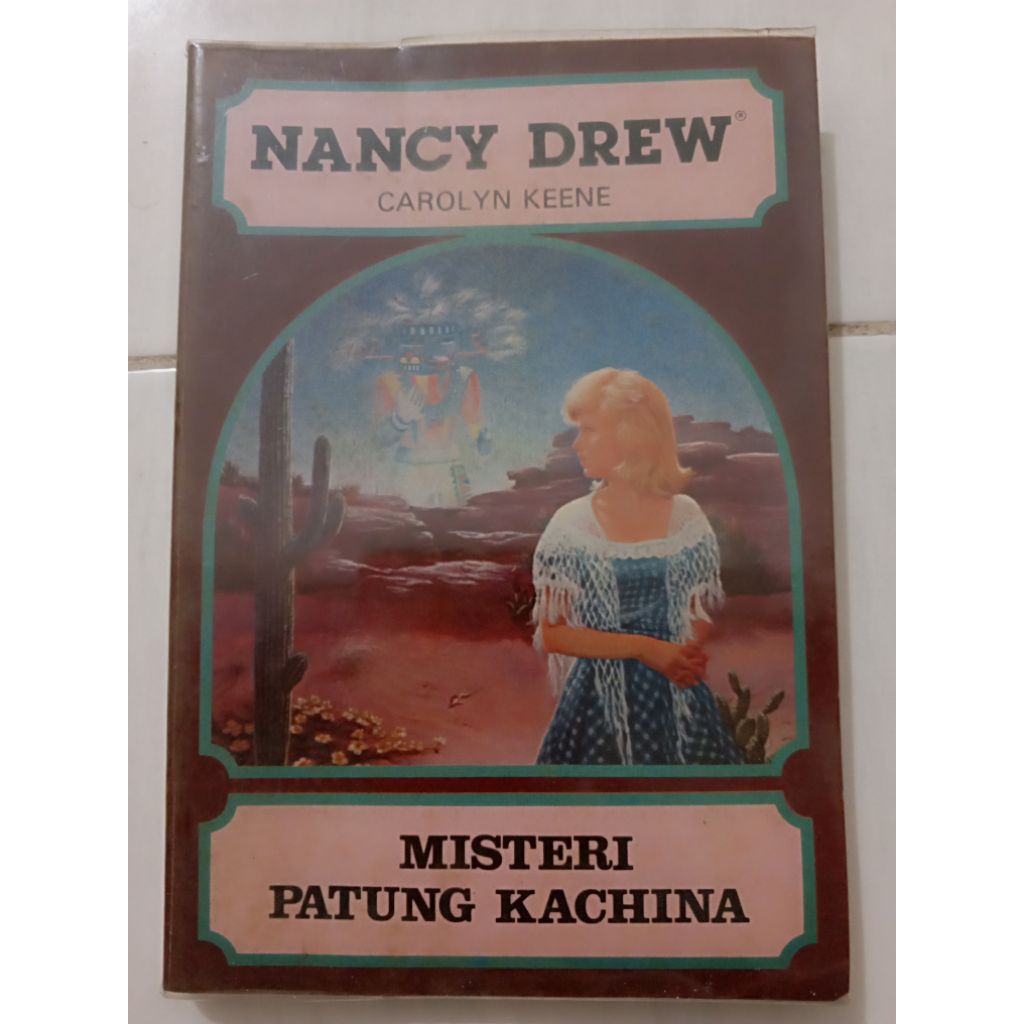 NANCY DREW®
CAROLYN KEENE
MISTERI
PATUNG KACHINA